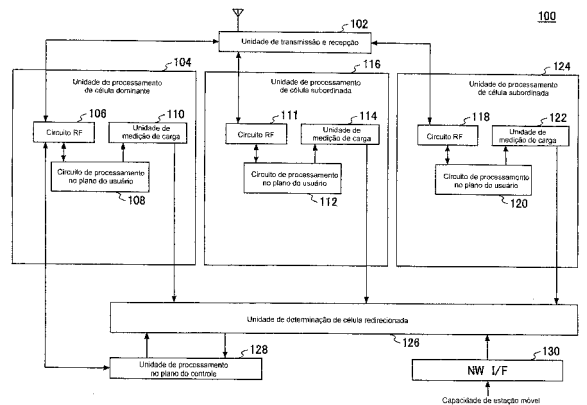 100
102
Unidade de transmissão e recepção
104
Unidade de processamento
de célula dominante
106
Circuito RF
110
Unidade de
medição de carga
Circuito de processamento
no plano do usuário
108
116
Unidade de processamento
de célula subordinada
111
Circuito RF
114
Unidade de
medição de carga
Circuito de processamento
no plano do usuário
112
124
Unidade de processamento
de célula subordinada
118
Circuito RF
122
Unidade de
medição de carga
Circuito de processamento
no plano do usuário
120
Unidade de determinação de célula redirecionada
126
128
Unidade de processamento
no plano do controle
130
NW I/F
Capacidade de estação móvel